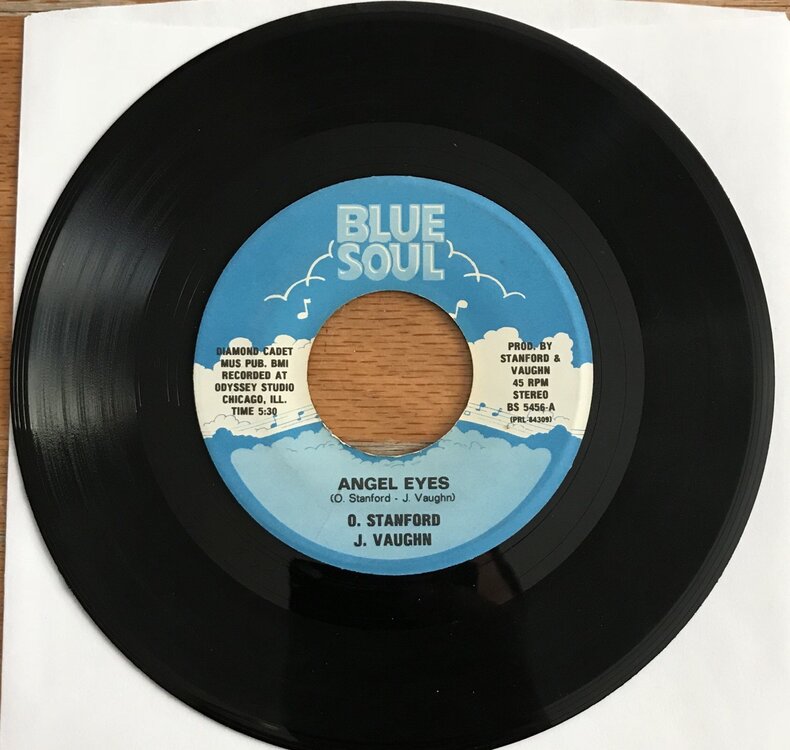 BLUE
SOUL
DIAMOND CADET
MUS PUB. BMI
RECORDED AT
ODYSSEY STUDIO
CHICAGO, ILL.
TIME 5:30
PROD. BY
STANFORD &
VAUGHN
45 RPM
STEREO
BS 5456-A
(PRL-84309)
ANGEL EYES
(O. Stanford - J. Vaughn)
O. STANFORD
J. VAUGHN